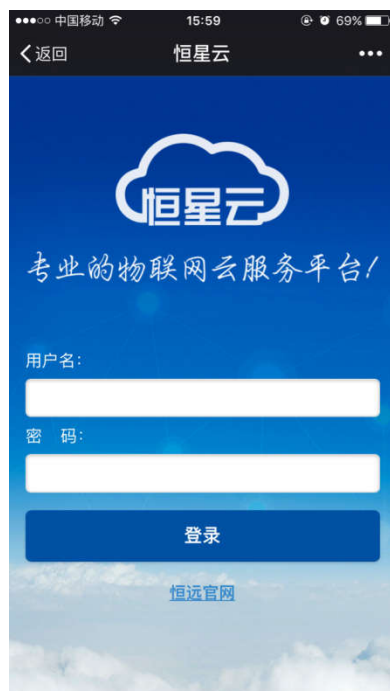 中国移动 15:59 69%
返回 恒星云
恒星云
专业的物联网云服务平台!
用户名:
密 码:
登录
恒远官网